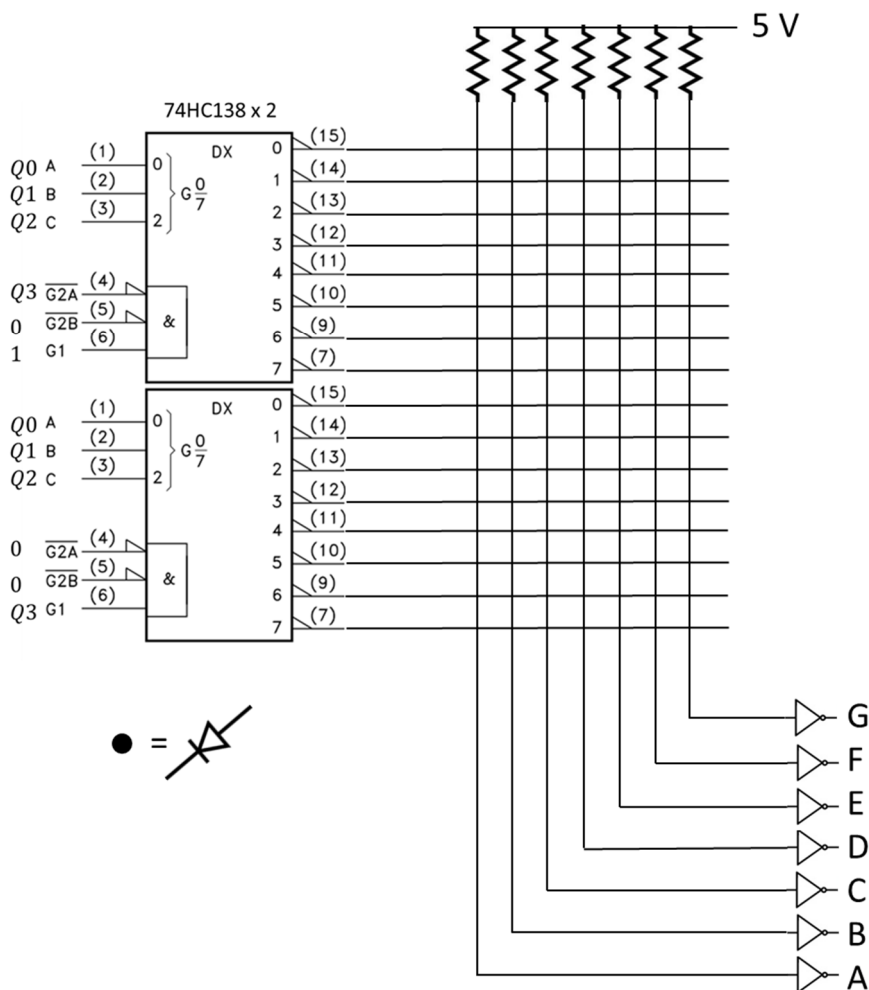 5 V
74HC138 x 2
Q0 A (1) 0 DX 0 (15)
Q1 B (2) G 0/7 1 (14)
Q2 C (3) 2 2 (13)
3 (12)
Q3 G2A (4) 4 (11)
0 G2B (5) & 5 (10)
1 G1 (6) 6 (9)
7 (7)
Q0 A (1) 0 DX 0 (15)
Q1 B (2) G 0/7 1 (14)
Q2 C (3) 2 2 (13)
3 (12)
0 G2A (4) 4 (11)
0 G2B (5) & 5 (10)
Q3 G1 (6) 6 (9)
7 (7)
=
G
F
E
D
C
B
A